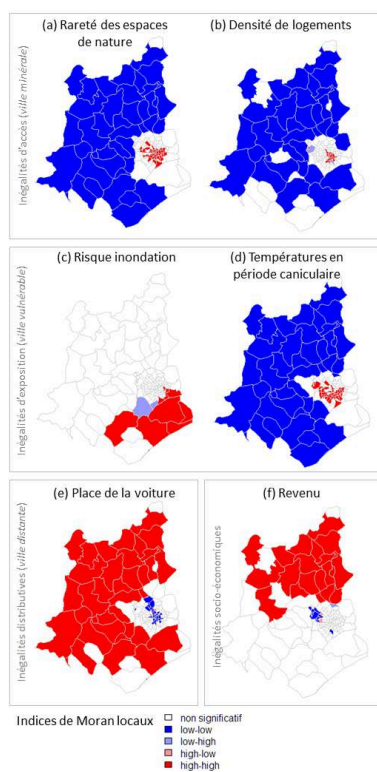 (a) Rareté des espaces
de nature
(b) Densité de logements
Inégalités d'accès (ville minérale)
(c) Risque inondation
(d) Températures en
période caniculaire
Inégalités d'exposition (ville vulnérable)
(e) Place de la voiture
(f) Revenu
Inégalités distributives (ville distante)
Inégalités socio-économiques
Indices de Moran locaux
non significatif
low-low
low-high
high-low
high-high